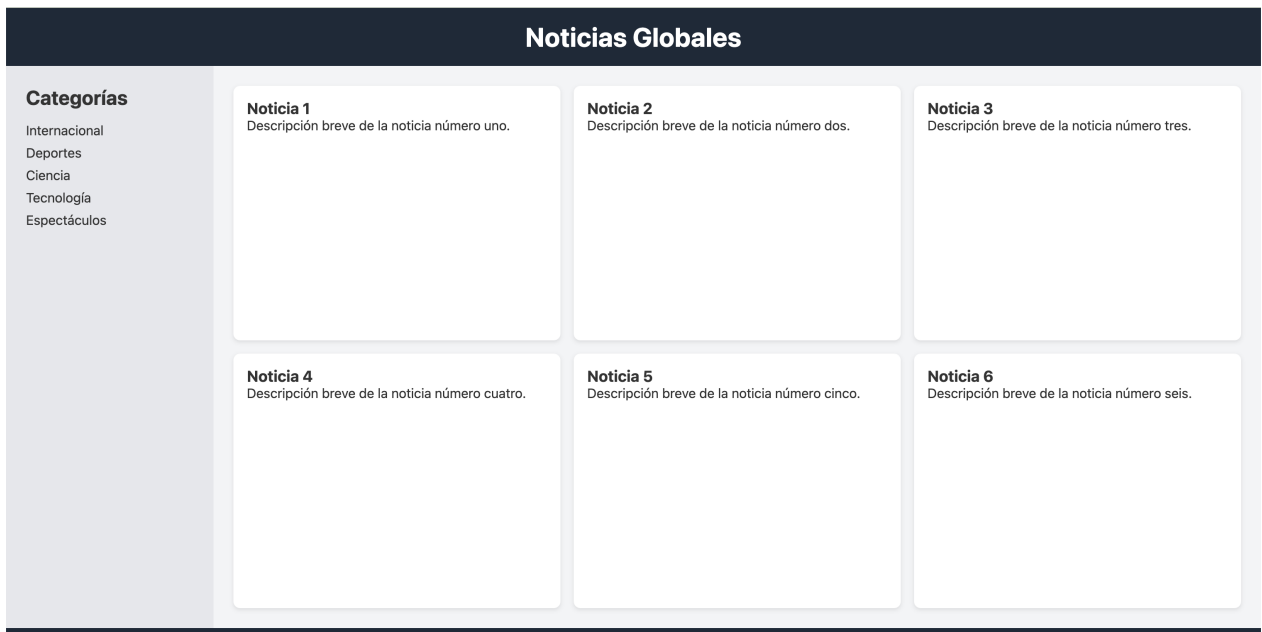 Noticias Globales
Categorías
Internacional
Deportes
Ciencia
Tecnología
Espectáculos
Noticia 1
Descripción breve de la noticia número uno.
Noticia 2
Descripción breve de la noticia número dos.
Noticia 3
Descripción breve de la noticia número tres.
Noticia 4
Descripción breve de la noticia número cuatro.
Noticia 5
Descripción breve de la noticia número cinco.
Noticia 6
Descripción breve de la noticia número seis.